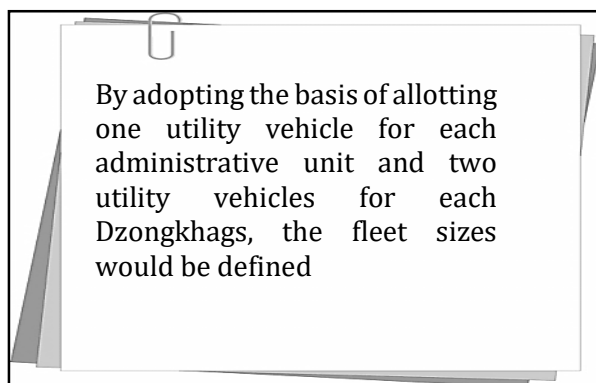 By adopting the basis of allotting
one utility vehicle for each
administrative unit and two
utility vehicles for each
Dzongkhags, the fleet sizes
would be defined